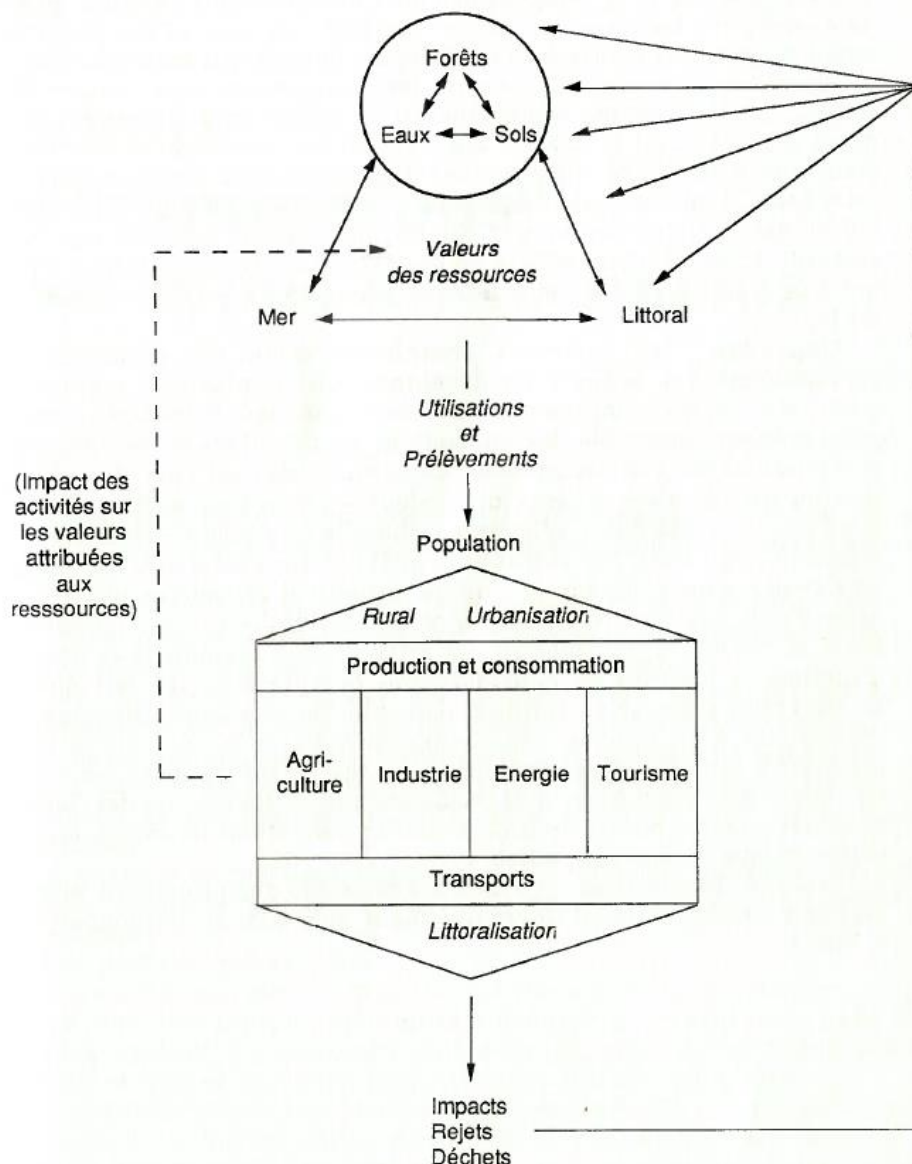 Forêts
Eaux Sols
Valeurs
des ressources
Mer Littoral
Utilisations
et
Prélèvements
(Impact des
activités sur
les valeurs
attribuées
aux
resssources)
Population
Rural Urbanisation
Production et consommation
Agri-
culture Industrie Energie Tourisme
Transports
Littoralisation
Impacts
Rejets
Déchets